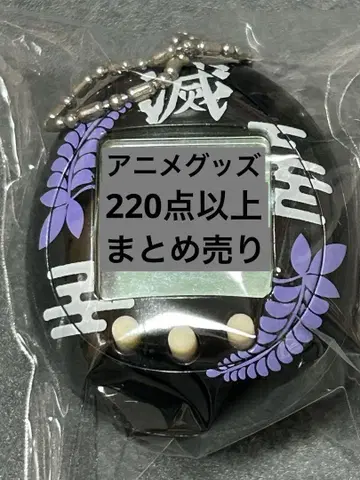 滅
アニメグッズ
220点以上
まとめ売り